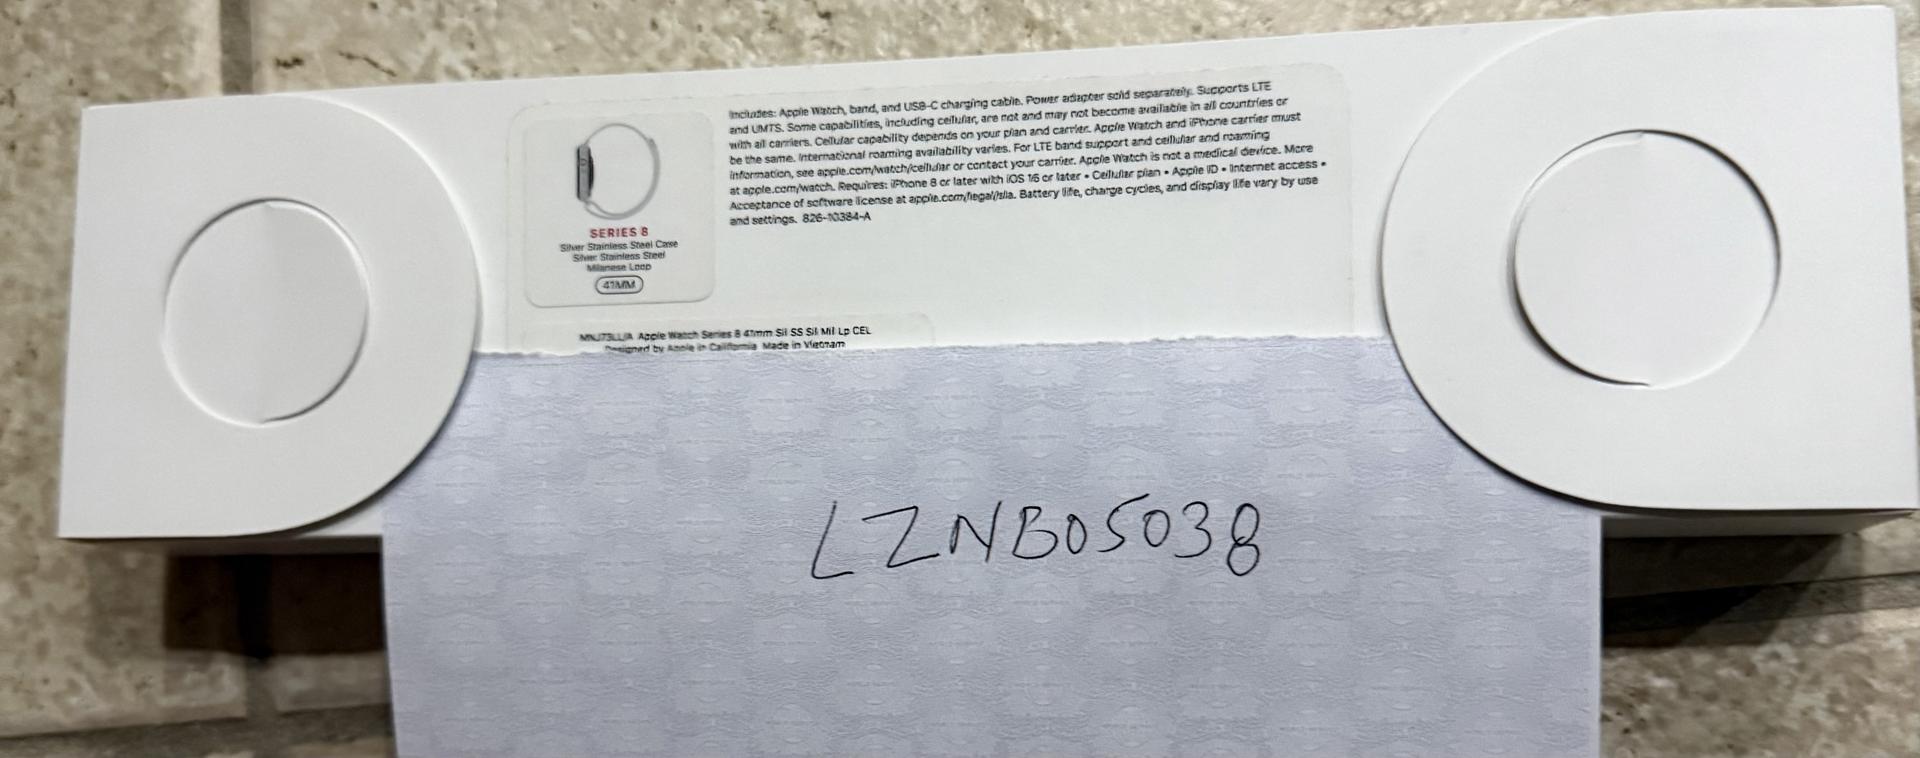 Includes: Apple Watch, band, and USB-C charging cable. Power adapter sold separately. Supports LTE
and UMTS. Some capabilities, including cellular, are not and may not become available in all countries or
with all carriers. Cellular capability depends on your plan and carrier. Apple Watch and iPhone carrier must
be the same. International roaming availability varies. For LTE band support and cellular and roaming
information, see apple.com/watch/cellular or contact your carrier. Apple Watch is not a medical device. More
at apple.com/watch. Requires: iPhone 8 or later with iOS 16 or later • Cellular plan • Apple ID • Internet access •
Acceptance of software license at apple.com/legal/sla. Battery life, charge cycles, and display life vary by use
and settings. 826-10384-A
SERIES 8
Silver Stainless Steel Case
Silver Stainless Steel
Milanese Loop
41MM
MNJ73LL/A Apple Watch Series 8 41mm Sil SS Sil Mil Lp CEL
Designed by Apple in California Made in Vietnam
LZNB05038